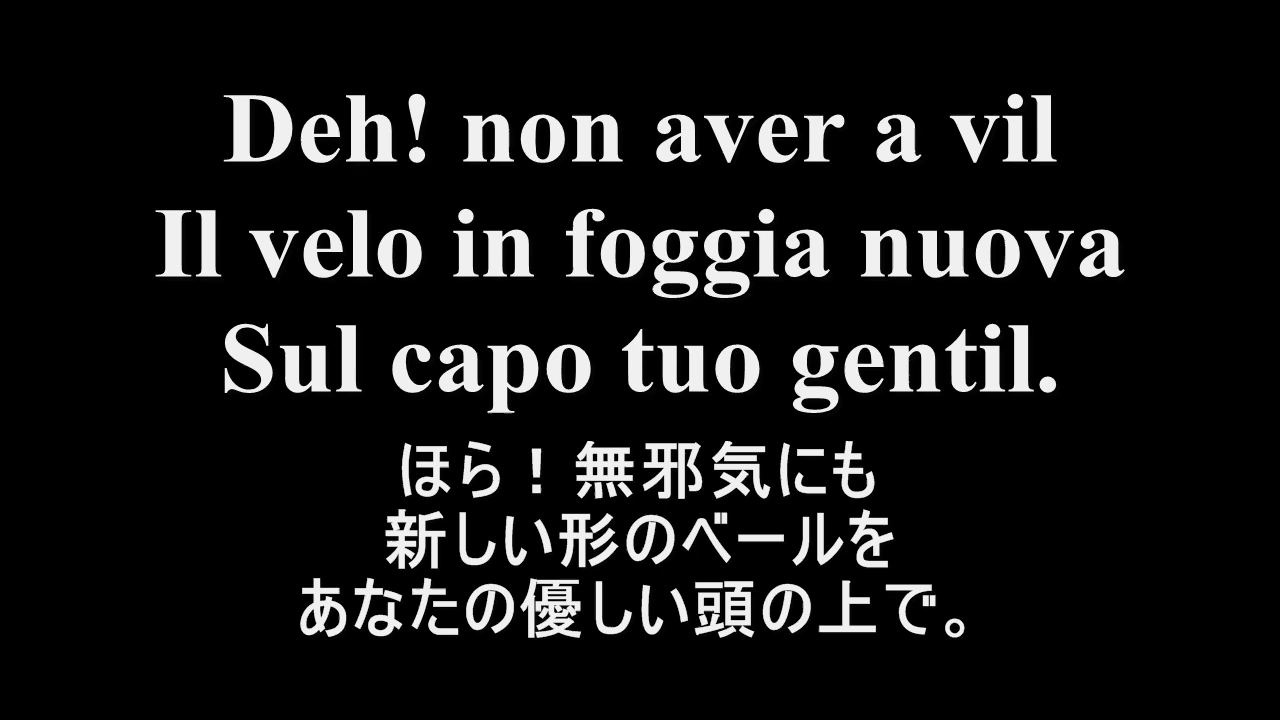 Deh! non aver a vil
Il velo in foggia nuova
Sul capo tuo gentil.
ほら！無邪気にも
新しい形のベールを
あなたの優しい頭の上で。